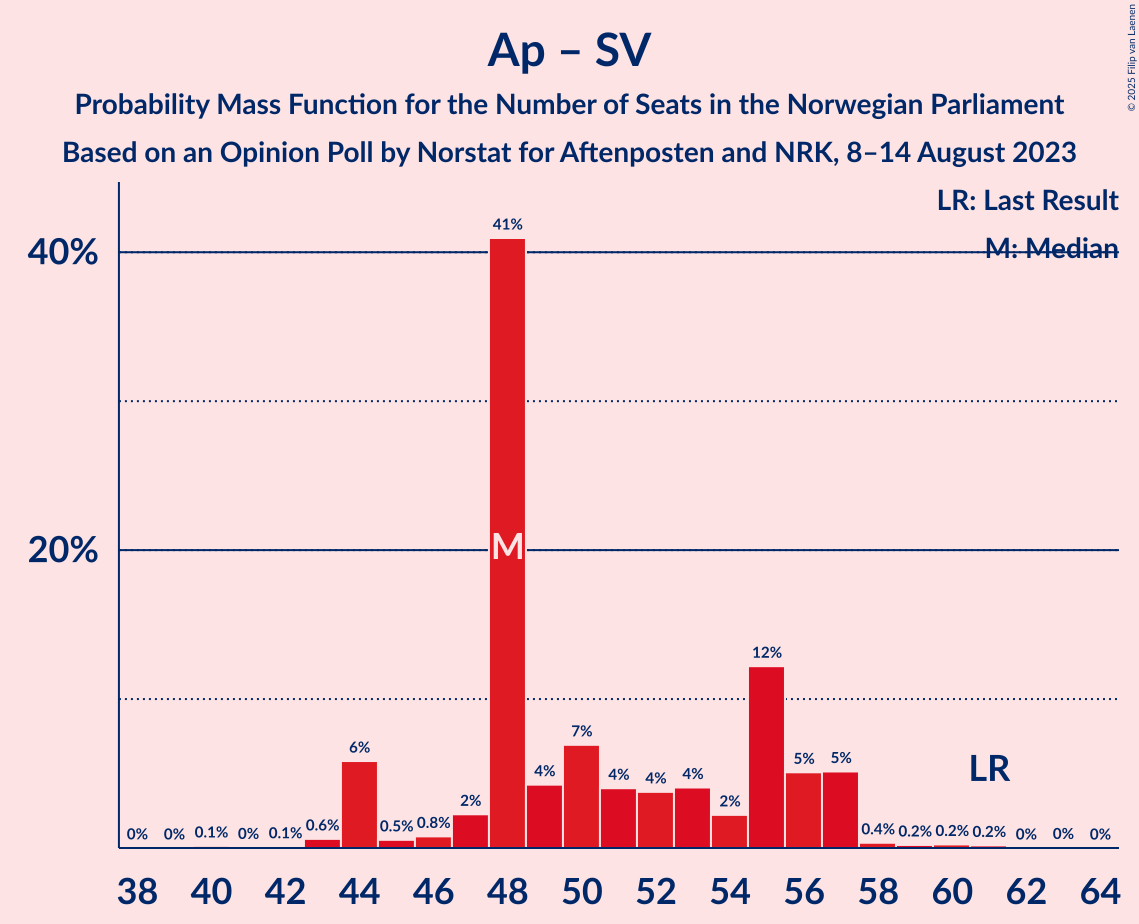 Ap – SV
Probability Mass Function for the Number of Seats in the Norwegian Parliament
Based on an Opinion Poll by Norstat for Aftenposten and NRK, 8–14 August 2023
© 2025 Filip van Laenen
LR: Last Result
M: Median
40%
20%
0% 0% 0.1% 0% 0.1% 0.6% 6% 0.5% 0.8% 2% 41% 4% 7% 4% 4% 4% 2% 12% 5% 5% 0.4% 0.2% 0.2% 0.2% 0% 0% 0%
M
LR
38 40 42 44 46 48 50 52 54 56 58 60 62 64